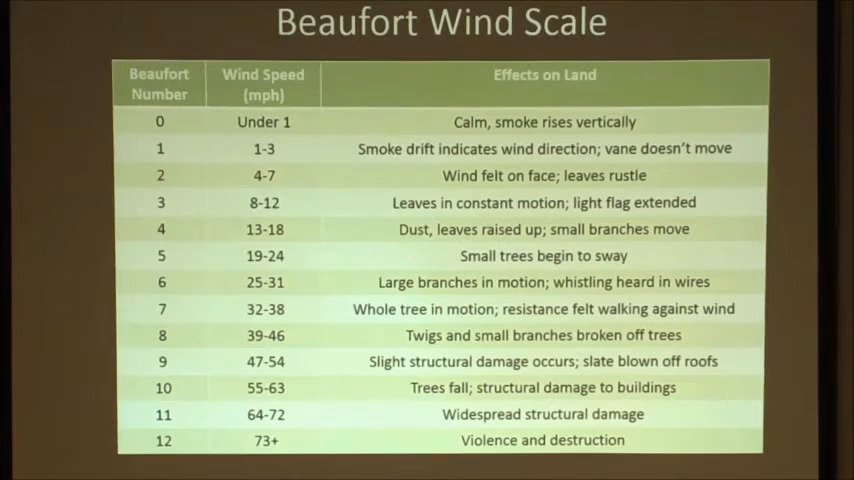 Beaufort Wind Scale
Beaufort Number Wind Speed (mph) Effects on Land
0 Under 1 Calm, smoke rises vertically
1 1-3 Smoke drift indicates wind direction; vane doesn't move
2 4-7 Wind felt on face; leaves rustle
3 8-12 Leaves in constant motion; light flag extended
4 13-18 Dust, leaves raised up; small branches move
5 19-24 Small trees begin to sway
6 25-31 Large branches in motion; whistling heard in wires
7 32-38 Whole tree in motion; resistance felt walking against wind
8 39-46 Twigs and small branches broken off trees
9 47-54 Slight structural damage occurs; slate blown off roofs
10 55-63 Trees fall; structural damage to buildings
11 64-72 Widespread structural damage
12 73+ Violence and destruction